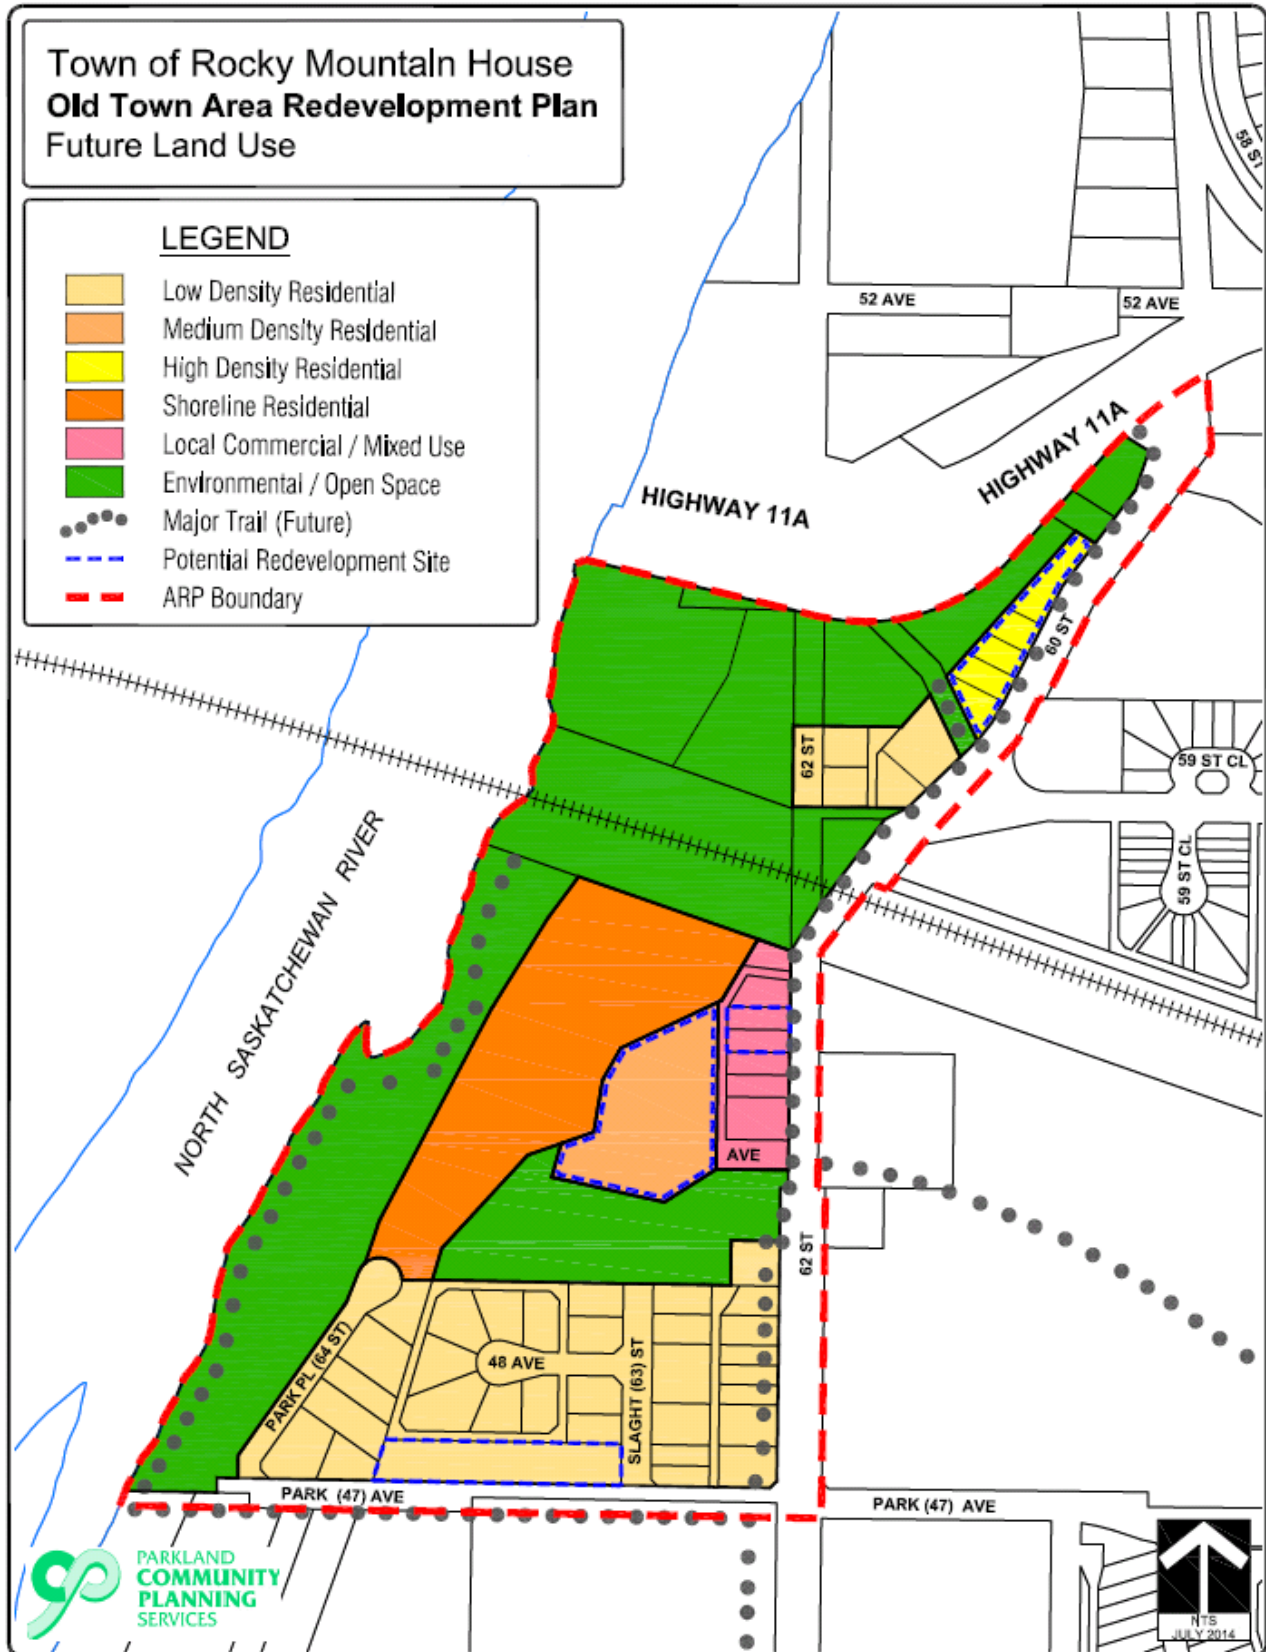 Town of Rocky Mountain House
Old Town Area Redevelopment Plan
Future Land Use
LEGEND
Low Density Residential
Medium Density Residential
High Density Residential
Shoreline Residential
Local Commercial / Mixed Use
Environmental / Open Space
Major Trail (Future)
Potential Redevelopment Site
ARP Boundary
58 ST
52 AVE
52 AVE
HIGHWAY 11A
HIGHWAY 11A
60 ST
62 ST
59 ST CL
59 ST CL
NORTH SASKATCHEWAN RIVER
AVE
62 ST
PARK PL (64 ST)
48 AVE
SLAGHT (63) ST
PARK (47) AVE
PARK (47) AVE
PARKLAND
COMMUNITY
PLANNING
SERVICES
NTS
JULY 2014